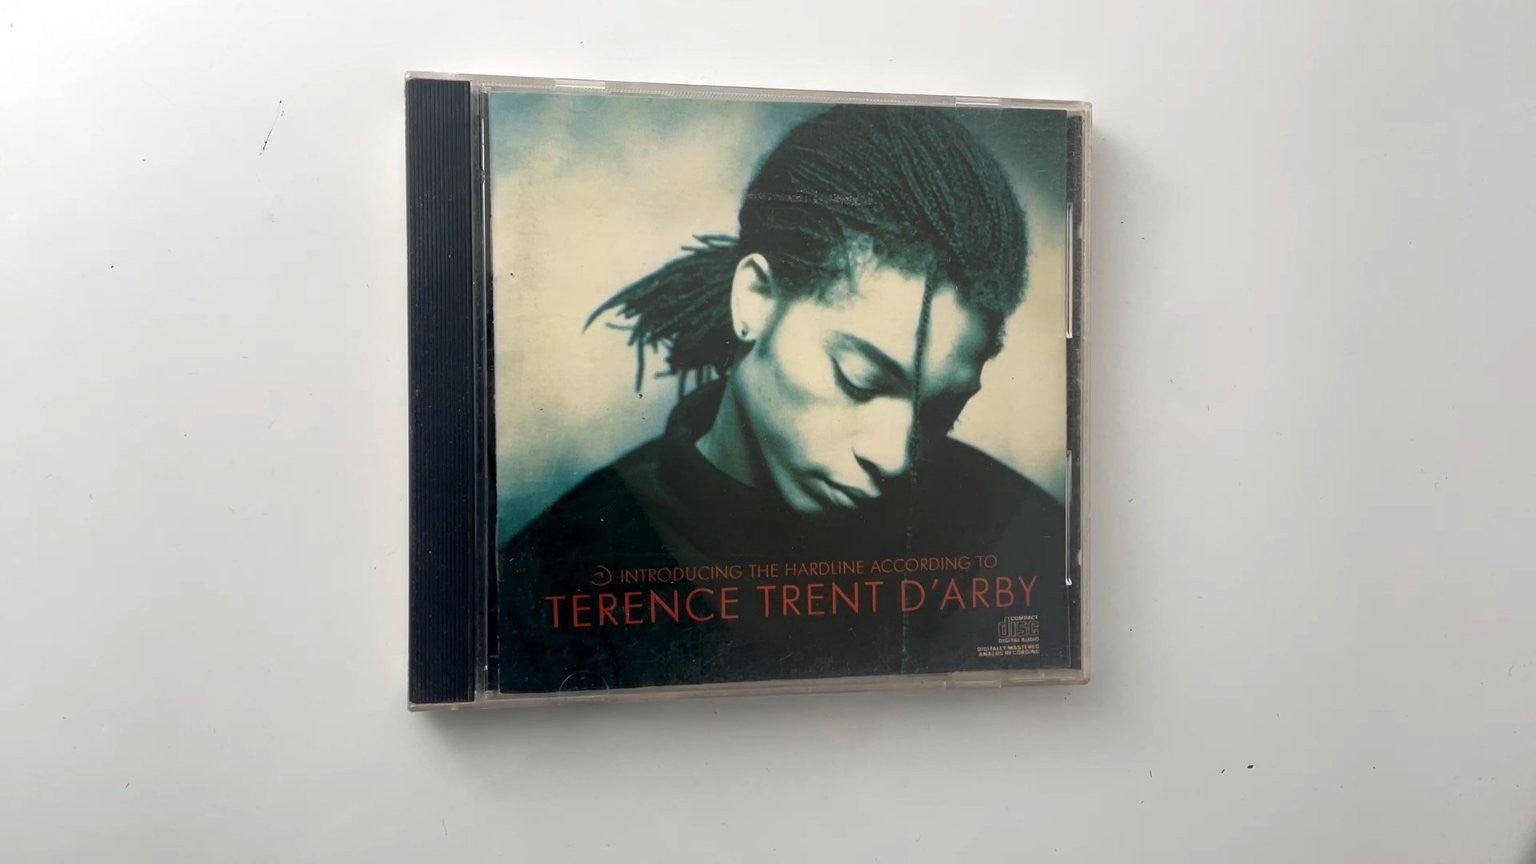 INTRODUCING THE HARDLINE ACCORDING TO
TERENCE TRENT D'ARBY
COMPACT
disc
DIGITAL AUDIO
DIGITALLY MASTERED
ANALOG RECORDING